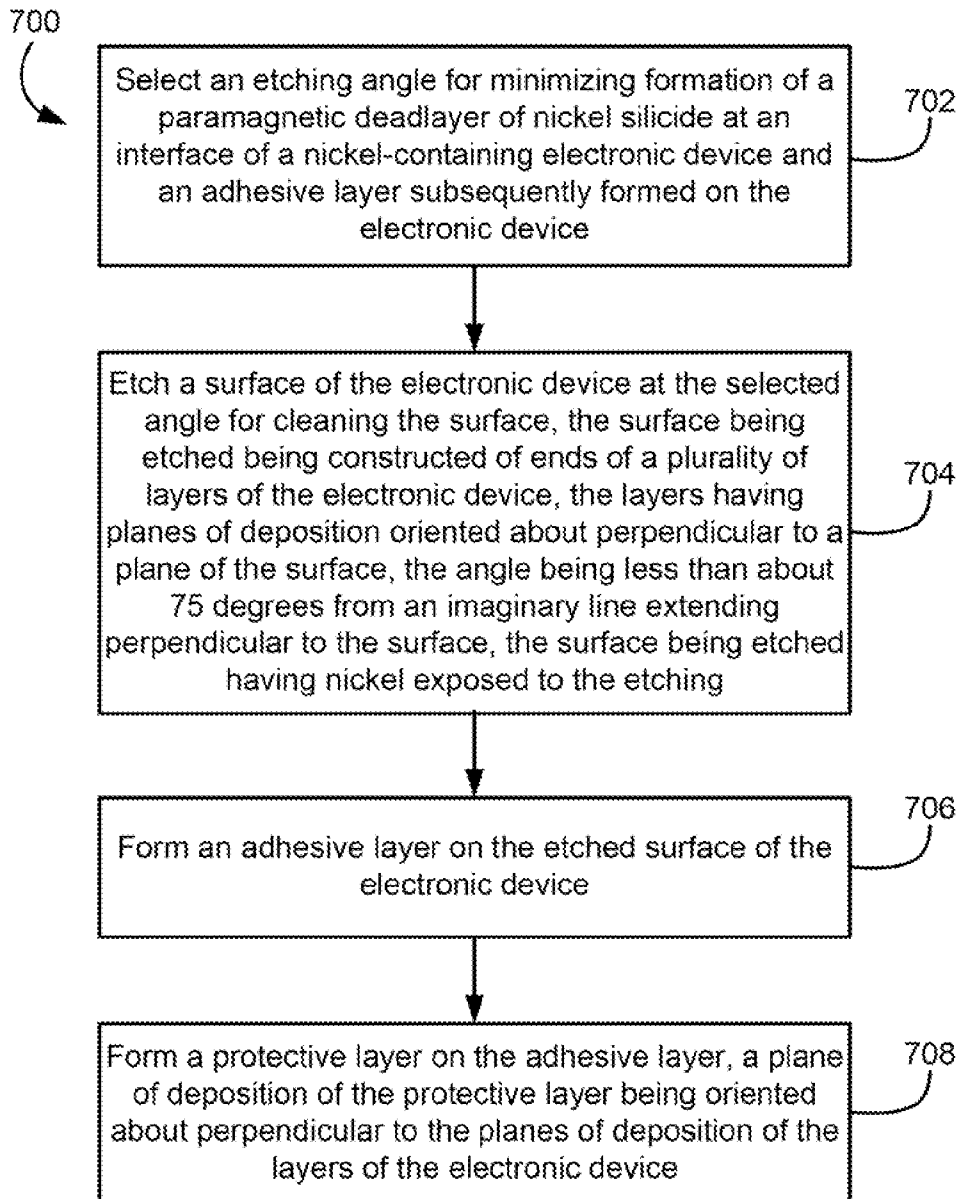 700
Select an etching angle for minimizing formation of a
paramagnetic deadlayer of nickel silicide at an
interface of a nickel-containing electronic device and
an adhesive layer subsequently formed on the
electronic device
702
Etch a surface of the electronic device at the selected
angle for cleaning the surface, the surface being
etched being constructed of ends of a plurality of
layers of the electronic device, the layers having
planes of deposition oriented about perpendicular to a
plane of the surface, the angle being less than about
75 degrees from an imaginary line extending
perpendicular to the surface, the surface being etched
having nickel exposed to the etching
704
Form an adhesive layer on the etched surface of the
electronic device
706
Form a protective layer on the adhesive layer, a plane
of deposition of the protective layer being oriented
about perpendicular to the planes of deposition of the
layers of the electronic device
708